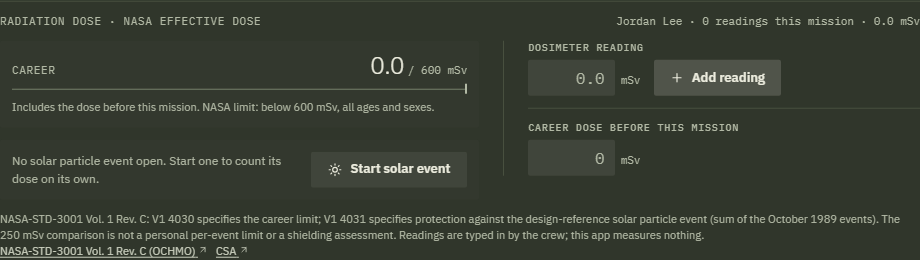 RADIATION DOSE · NASA EFFECTIVE DOSE
Jordan Lee · 0 readings this mission · 0.0 mSv
CAREER
0.0 / 600 mSv
Includes the dose before this mission. NASA limit: below 600 mSv, all ages and sexes.
No solar particle event open. Start one to count its
dose on its own.
Start solar event
DOSIMETER READING
0.0 mSv
+ Add reading
CAREER DOSE BEFORE THIS MISSION
0 mSv
NASA-STD-3001 Vol. 1 Rev. C: V1 4030 specifies the career limit; V1 4031 specifies protection against the design-reference solar particle event (sum of the October 1989 events). The
250 mSv comparison is not a personal per-event limit or a shielding assessment. Readings are typed in by the crew; this app measures nothing.
NASA-STD-3001 Vol. 1 Rev. C (OCHMO) ↗ CSA ↗